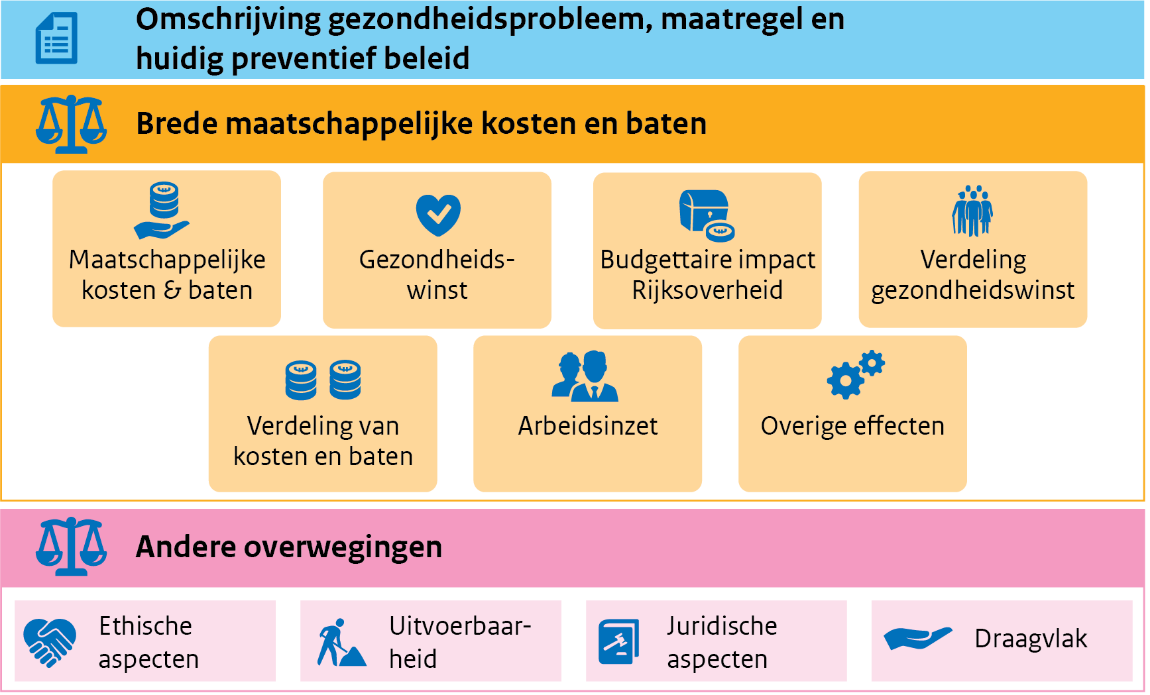 Omschrijving gezondheidsprobleem, maatregel en
huidig preventief beleid
Brede maatschappelijke kosten en baten
Maatschappelijke
kosten & baten
Gezondheids-
winst
Budgettaire impact
Rijksoverheid
Verdeling
gezondheidswinst
Verdeling van
kosten en baten
Arbeidsinzet
Overige effecten
Andere overwegingen
Ethische
aspecten
Uitvoerbaar-
heid
Juridische
aspecten
Draagvlak